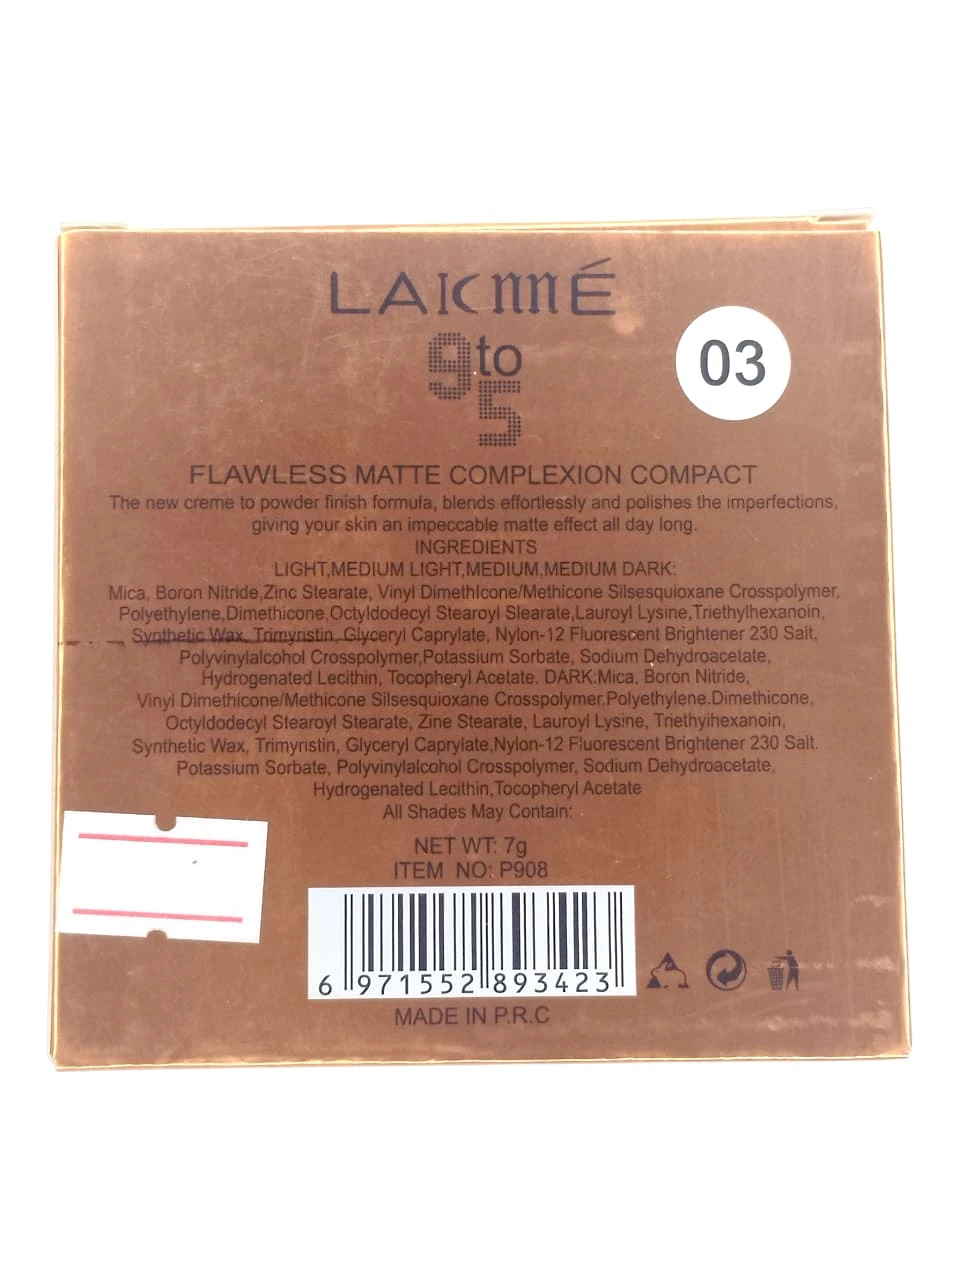 LAKMÉ
9 to 5
03
FLAWLESS MATTE COMPLEXION COMPACT
The new creme to powder finish formula, blends effortlessly and polishes the imperfections,
giving your skin an impeccable matte effect all day long.
INGREDIENTS
LIGHT,MEDIUM LIGHT,MEDIUM,MEDIUM DARK:
Mica, Boron Nitride,Zinc Stearate, Vinyl Dimethlcone/Methicone Silsesquioxane Crosspolymer,
Polyethylene,Dimethicone,Octyldodecyl Stearoyl Slearate,Lauroyl Lysine,Triethylhexanoin,
Synthetic Wax, Trimyristin, Glyceryl Caprylate, Nylon-12 Fluorescent Brightener 230 Salt,
Polyvinylalcohol Crosspolymer,Potassium Sorbate, Sodium Dehydroacetate,
Hydrogenated Lecithin, Tocopheryl Acetate. DARK:Mica, Boron Nitride,
Vinyl Dimethicone/Methicone Silsesquioxane Crosspolymer.Polyethylene.Dimethicone,
Octyldodecyl Stearoyl Stearate, Zine Stearate, Lauroyl Lysine, Triethyihexanoin,
Synthetic Wax, Trimyristin, Glyceryl Caprylate,Nylon-12 Fluorescent Brightener 230 Salt.
Potassium Sorbate, Polyvinylalcohol Crosspolymer, Sodium Dehydroacetate,
Hydrogenated Lecithin,Tocopheryl Acetate
All Shades May Contain:
NET WT: 7g
ITEM NO: P908
6 971552 893423
MADE IN P.R.C